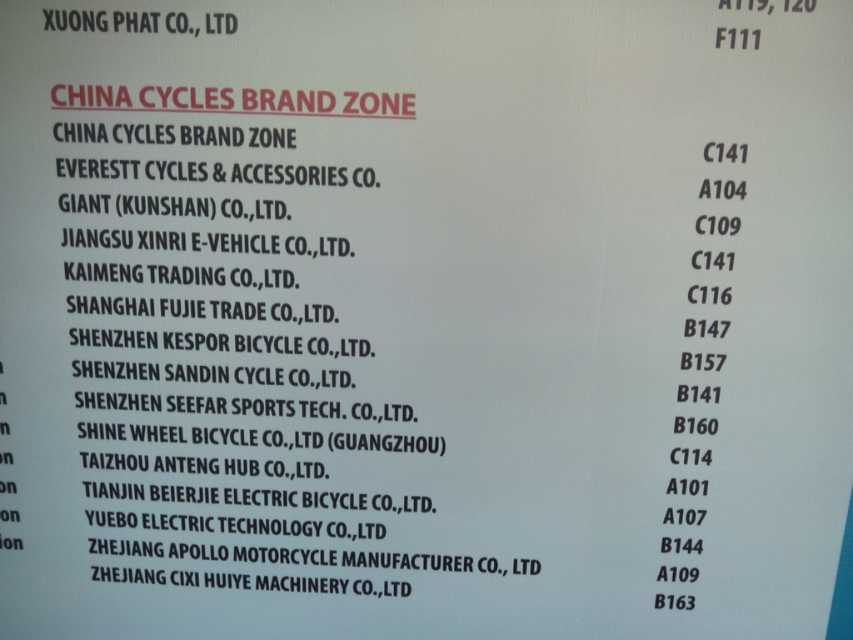 A119, 120
XUONG PHAT CO., LTD F111
CHINA CYCLES BRAND ZONE
CHINA CYCLES BRAND ZONE C141
EVERESTT CYCLES & ACCESSORIES CO. A104
GIANT (KUNSHAN) CO.,LTD. C109
JIANGSU XINRI E-VEHICLE CO.,LTD. C141
KAIMENG TRADING CO.,LTD. C116
SHANGHAI FUJIE TRADE CO.,LTD. B147
SHENZHEN KESPOR BICYCLE CO.,LTD. B157
SHENZHEN SANDIN CYCLE CO.,LTD. B141
SHENZHEN SEEFAR SPORTS TECH. CO.,LTD. B160
SHINE WHEEL BICYCLE CO.,LTD (GUANGZHOU) C114
TAIZHOU ANTENG HUB CO.,LTD. A101
TIANJIN BEIERJIE ELECTRIC BICYCLE CO.,LTD. A107
YUEBO ELECTRIC TECHNOLOGY CO.,LTD B144
ZHEJIANG APOLLO MOTORCYCLE MANUFACTURER CO., LTD A109
ZHEJIANG CIXI HUIYE MACHINERY CO.,LTD B163